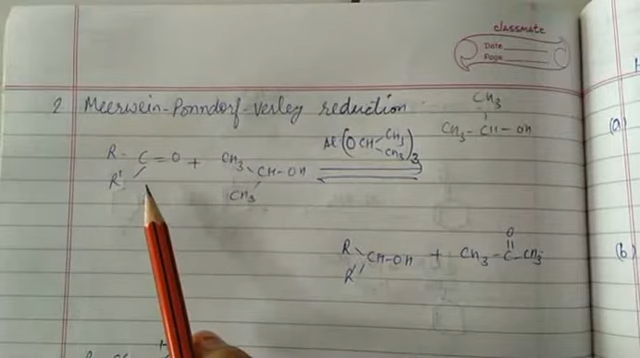 classmate
Date
Page
2 Meerwein-Ponndorf-Verley reduction
CH3
CH3-CH-OH
R
R' C=O + CH3 CH-OH CH3 Al(OCH CH3 CH3)3
R
R' CH-OH + CH3-C-CH3
O
(a)
(b)